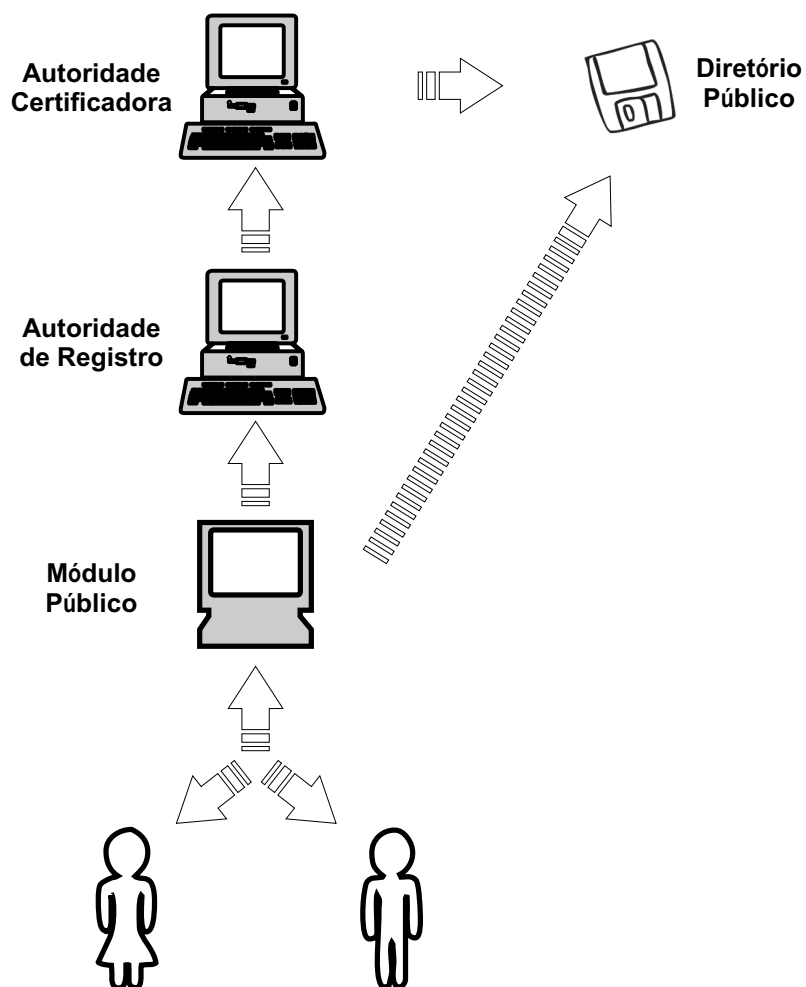 Autoridade
Certificadora
Diretório
Público
Autoridade
de Registro
Módulo
Público